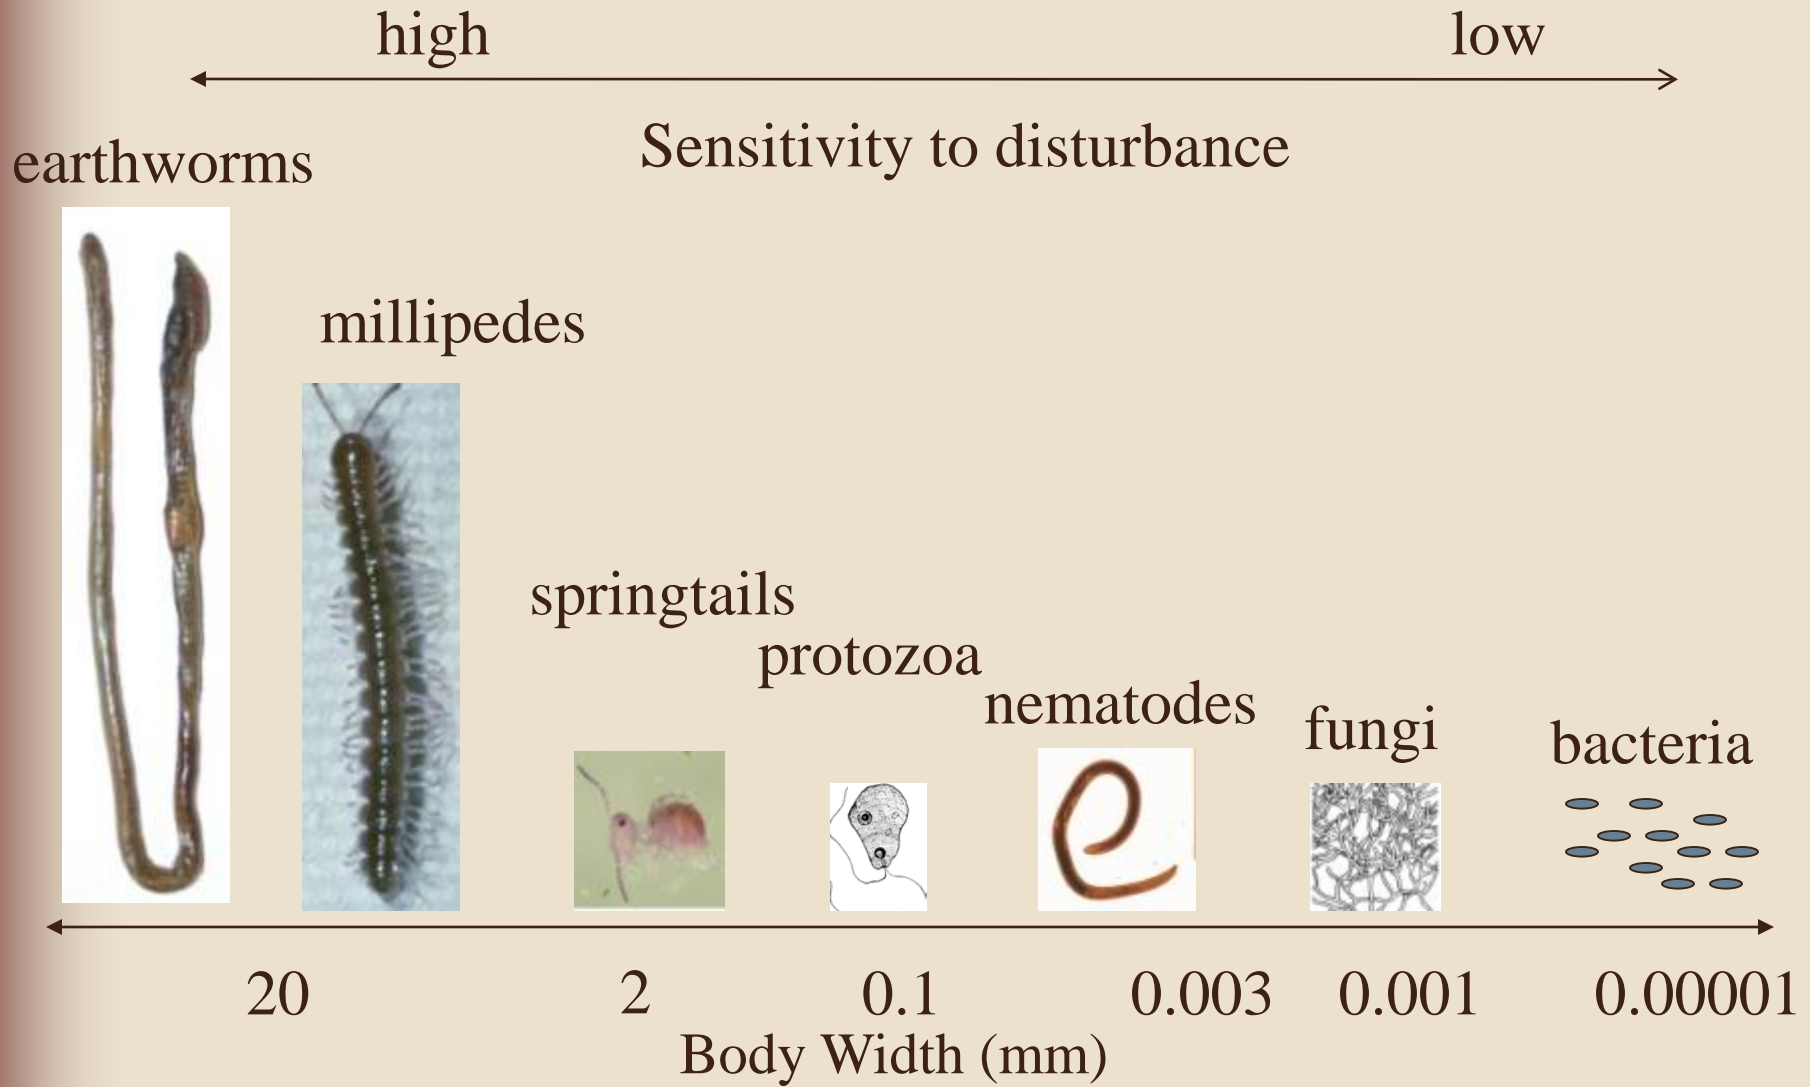 high low
Sensitivity to disturbance
earthworms
millipedes
springtails
protozoa
nematodes
fungi
bacteria
20 2 0.1 0.003 0.001 0.00001
Body Width (mm)